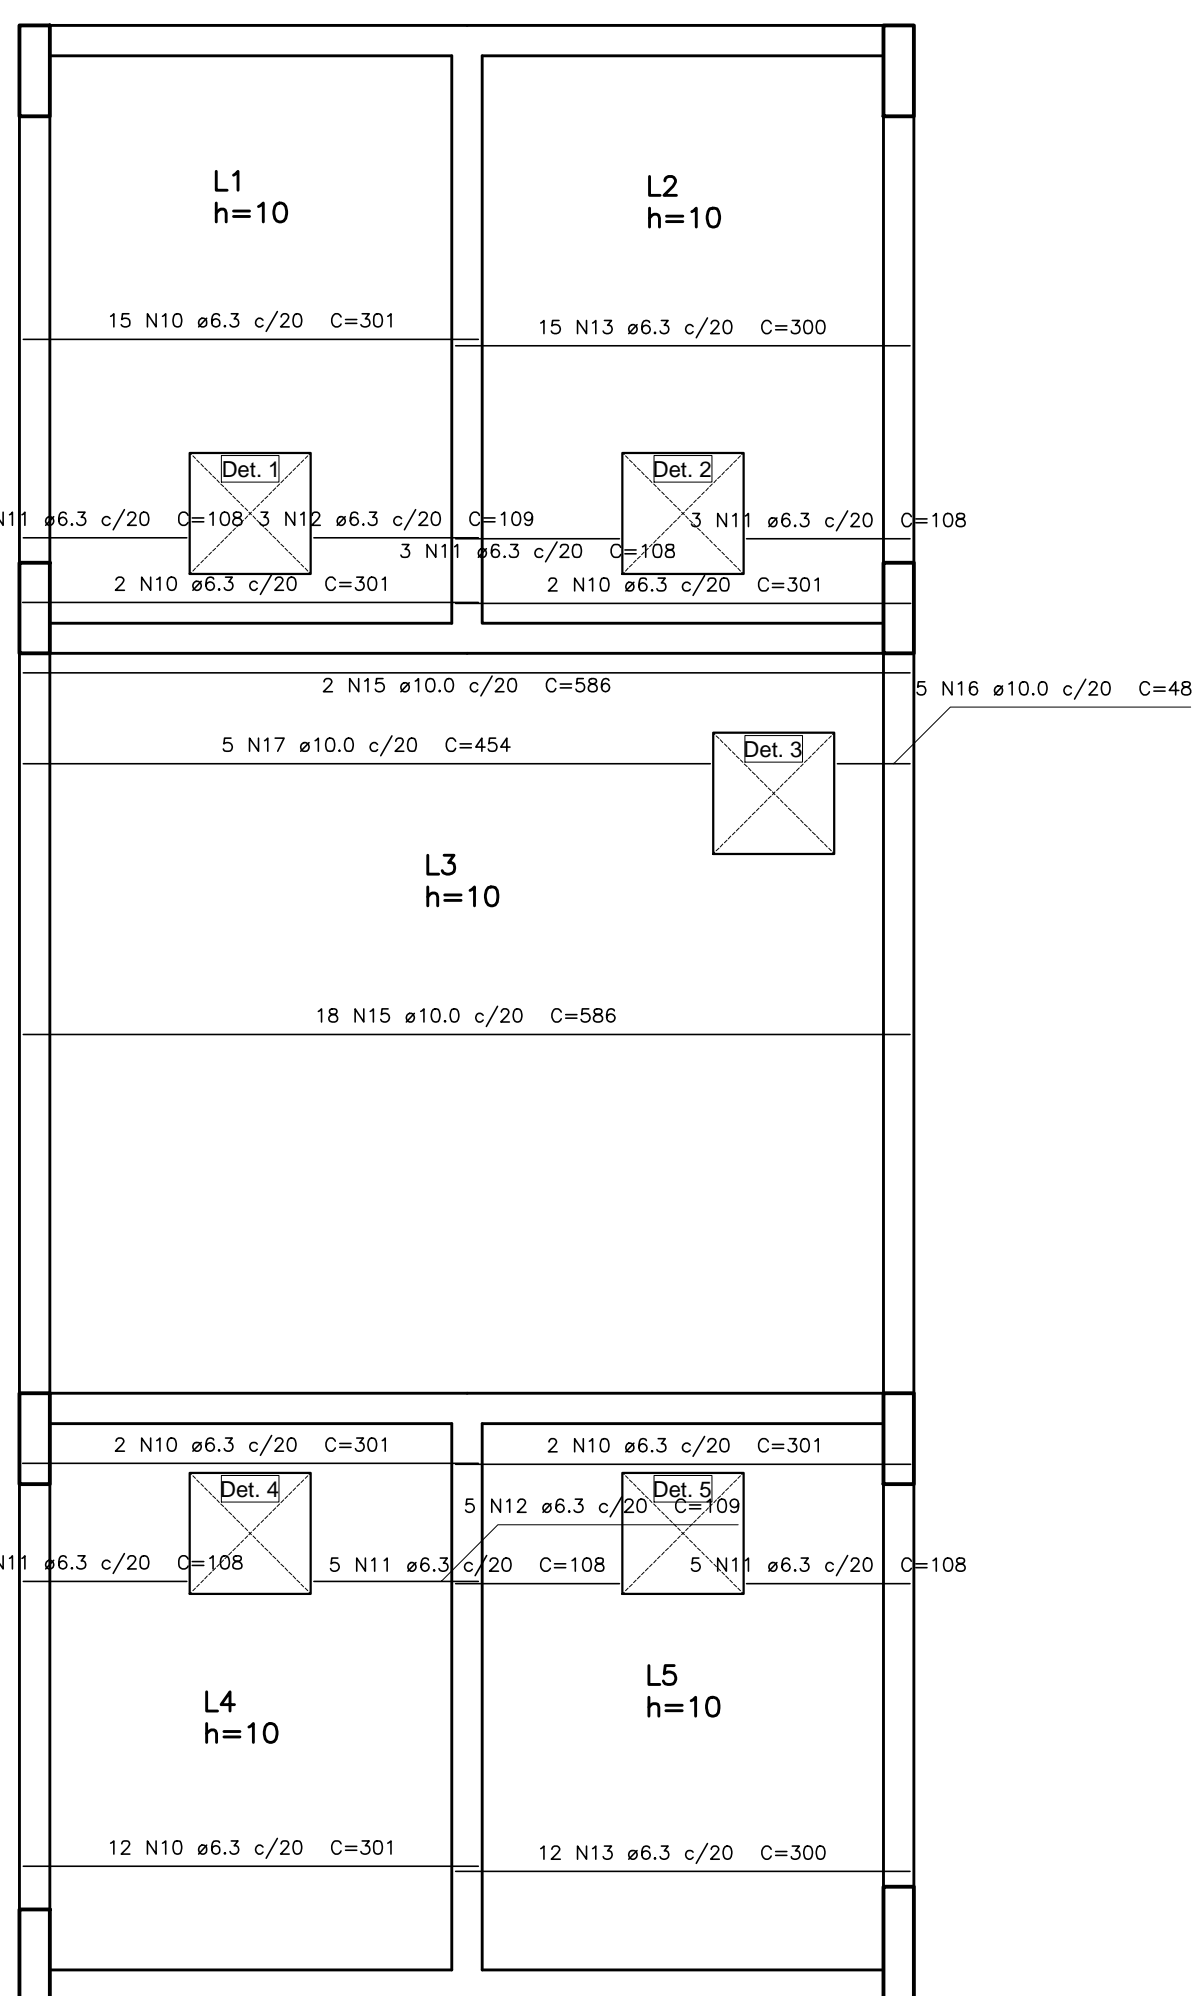 L1
h=10
L2
h=10
15 N10 ø6.3 c/20 C=301
15 N13 ø6.3 c/20 C=300
Det. 1
Det. 2
N11 ø6.3 c/20 C=108
3 N12 ø6.3 c/20 C=109
3 N11 ø6.3 c/20 C=108
3 N11 ø6.3 c/20 C=108
2 N10 ø6.3 c/20 C=301
2 N10 ø6.3 c/20 C=301
2 N15 ø10.0 c/20 C=586
5 N16 ø10.0 c/20 C=48
5 N17 ø10.0 c/20 C=454
Det. 3
L3
h=10
18 N15 ø10.0 c/20 C=586
2 N10 ø6.3 c/20 C=301
2 N10 ø6.3 c/20 C=301
Det. 4
Det. 5
5 N12 ø6.3 c/20 C=109
N11 ø6.3 c/20 C=108
5 N11 ø6.3 c/20 C=108
5 N11 ø6.3 c/20 C=108
L4
h=10
L5
h=10
12 N10 ø6.3 c/20 C=301
12 N13 ø6.3 c/20 C=300